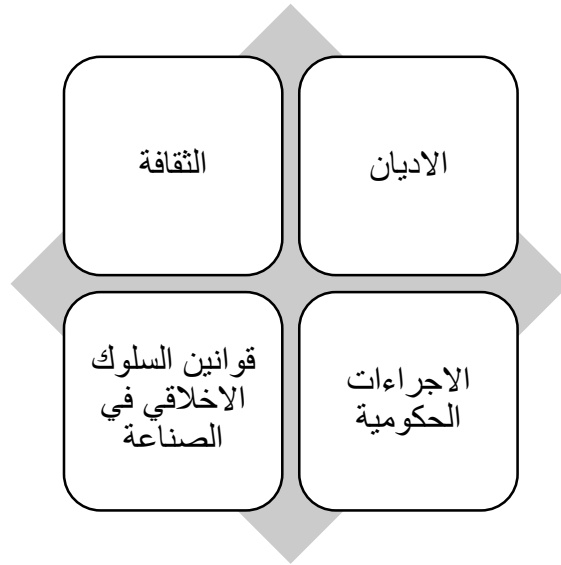 الاديان
الثقافة
الاجراءات
الحكومية
قوانين السلوك
الاخلاقي في
الصناعة